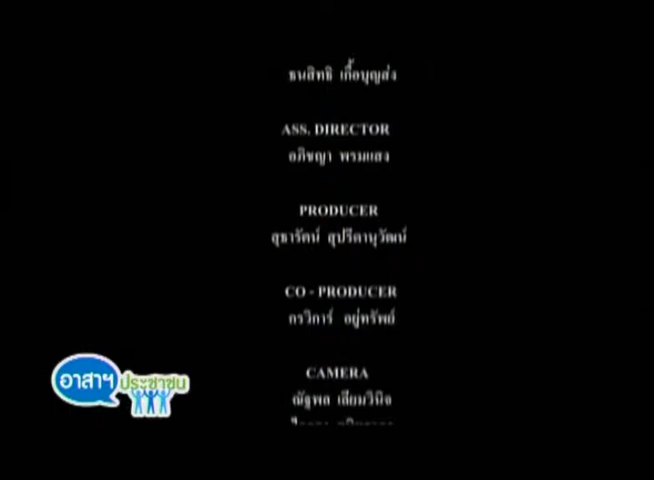 ธนสิทธิ เกื้อบุญส่ง
ASS. DIRECTOR
อภิชญา พรมแสง
PRODUCER
สุธารัตน์ สุปรีดานุวัฒน์
CO - PRODUCER
กรวิการ์ อยู่ทรัพย์
CAMERA
ณัฐพล เสียมวินิจ
อาสาฯ
ประชาชน